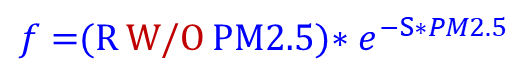 f =(R W/O PM2.5)* e^{-S*PM2.5}